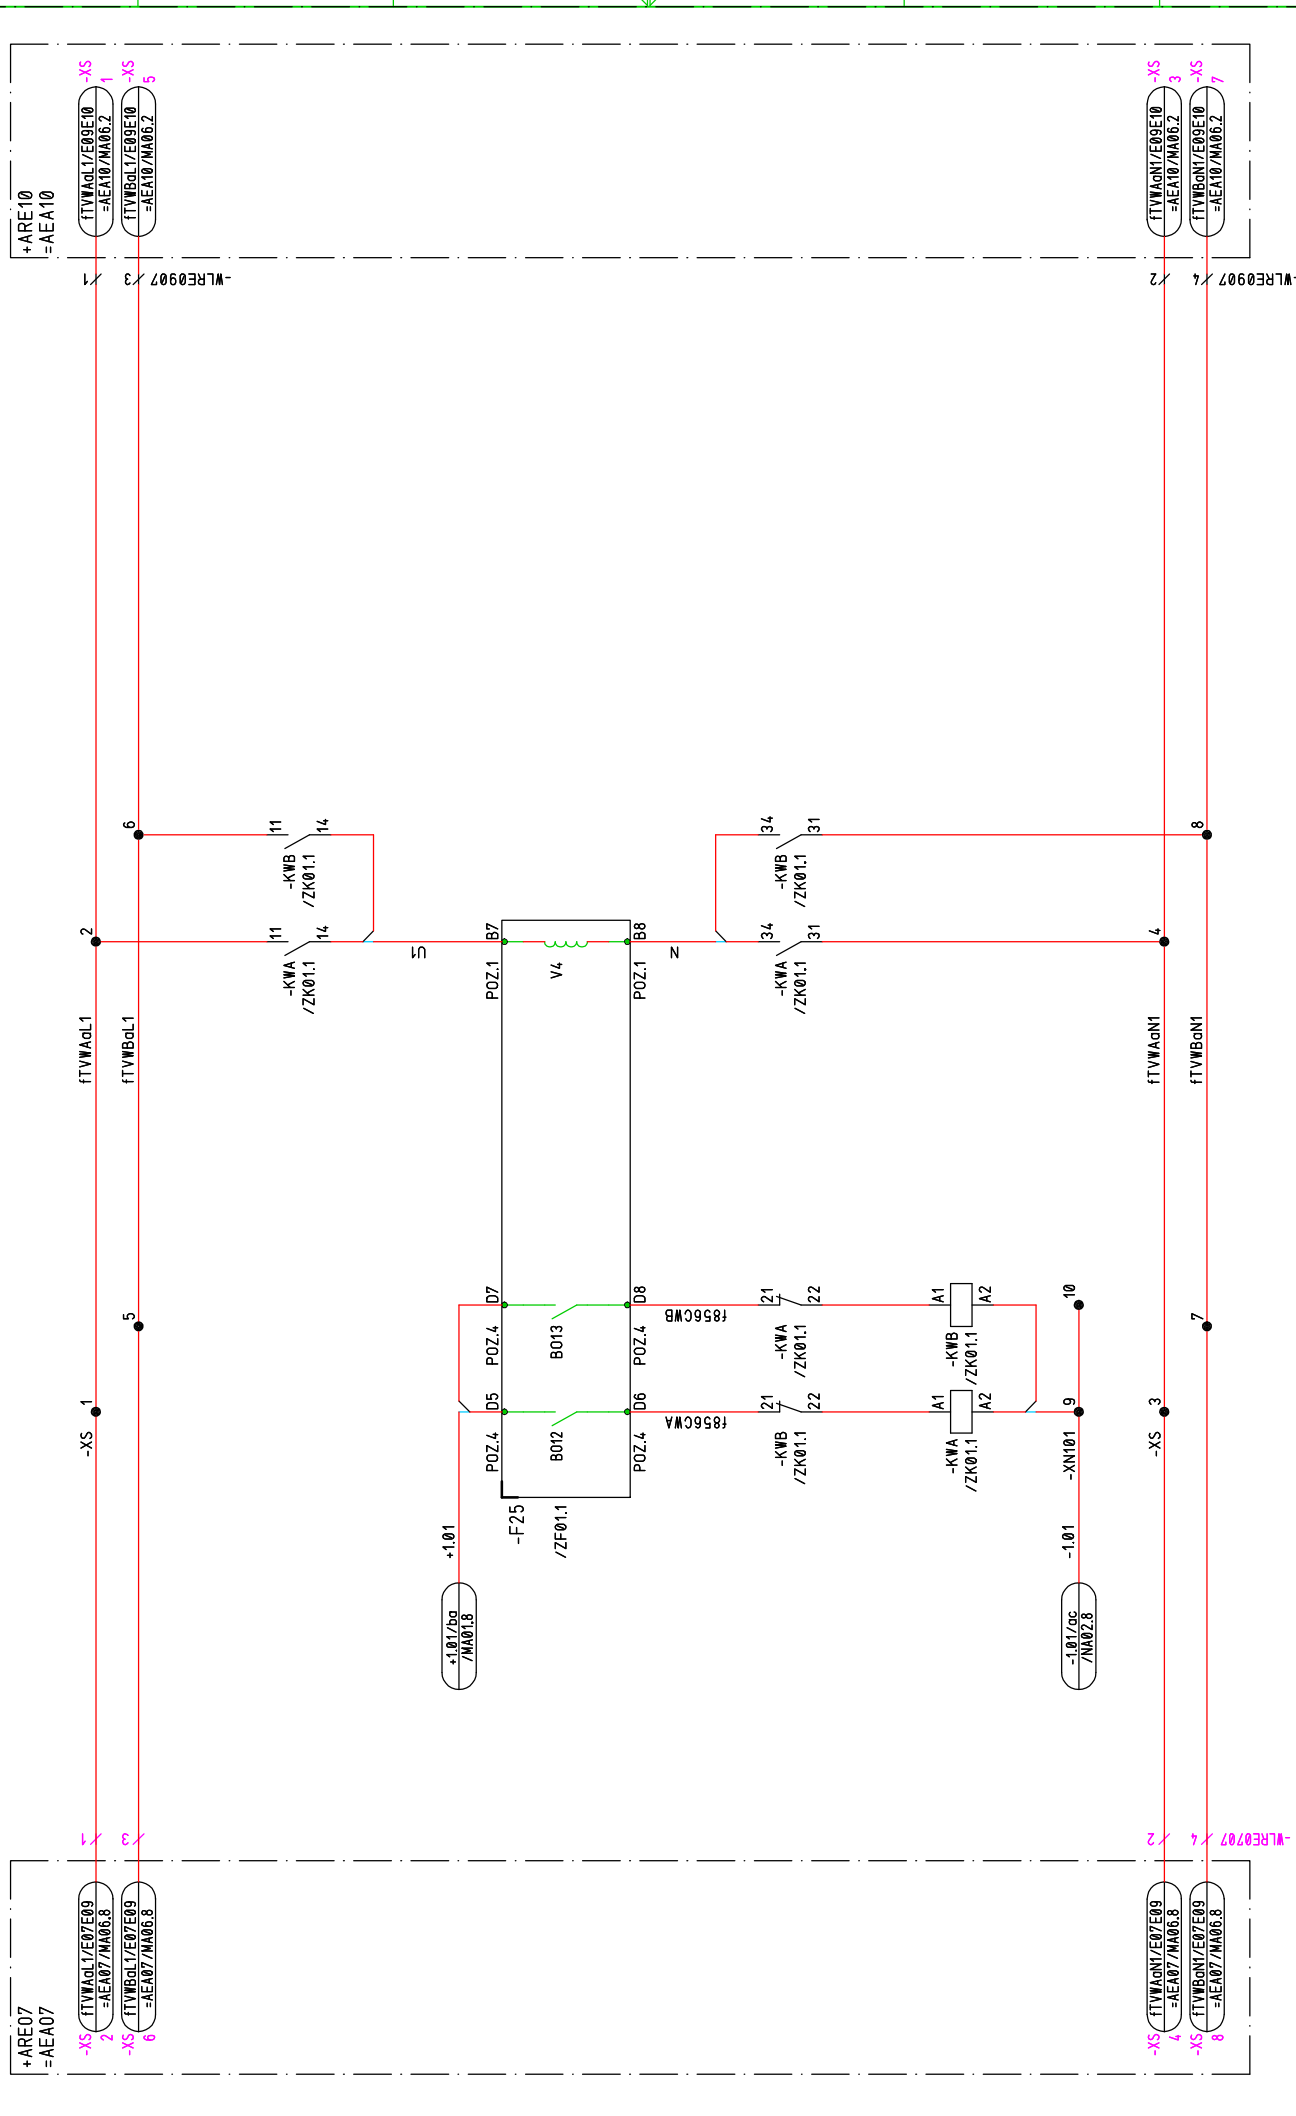 +ARE07
=AEA07
-XS
2
fTVWAaL1/E07E09
=AEA07/MA06.8
1
-XS
1
fTVWAaL1
2
1
fTVWAaL1/E09E10
=AEA10/MA06.2
-XS
1
+ARE10
=AEA10
-XS
6
fTVWBaL1/E07E09
=AEA07/MA06.8
3
5
fTVWBaL1
6
3
-WLRE0907
fTVWBaL1/E09E10
=AEA10/MA06.2
-XS
5
-KWA
/ZK01.1
11
14
-KWB
/ZK01.1
11
14
U1
+1.01/ba
/MA01.8
+1.01
-F25
/ZF01.1
POZ.4
D5
POZ.4
D7
POZ.1
B7
BO12
BO13
V4
POZ.4
D6
POZ.4
D8
POZ.1
B8
f856CWA
f856CWB
N
-KWB
/ZK01.1
21
22
-KWA
/ZK01.1
21
22
-KWA
/ZK01.1
34
31
-KWB
/ZK01.1
34
31
-KWA
/ZK01.1
A1
A2
-KWB
/ZK01.1
A1
A2
-1.01/ac
/NA02.8
-1.01
-XN101
9
10
-XS
4
fTVWAaN1/E07E09
=AEA07/MA06.8
2
-XS
3
fTVWAaN1
4
2
fTVWAaN1/E09E10
=AEA10/MA06.2
-XS
3
-XS
8
fTVWBaN1/E07E09
=AEA07/MA06.8
4
-WLRE0707
7
fTVWBaN1
8
4
-WLRE0907
fTVWBaN1/E09E10
=AEA10/MA06.2
-XS
7